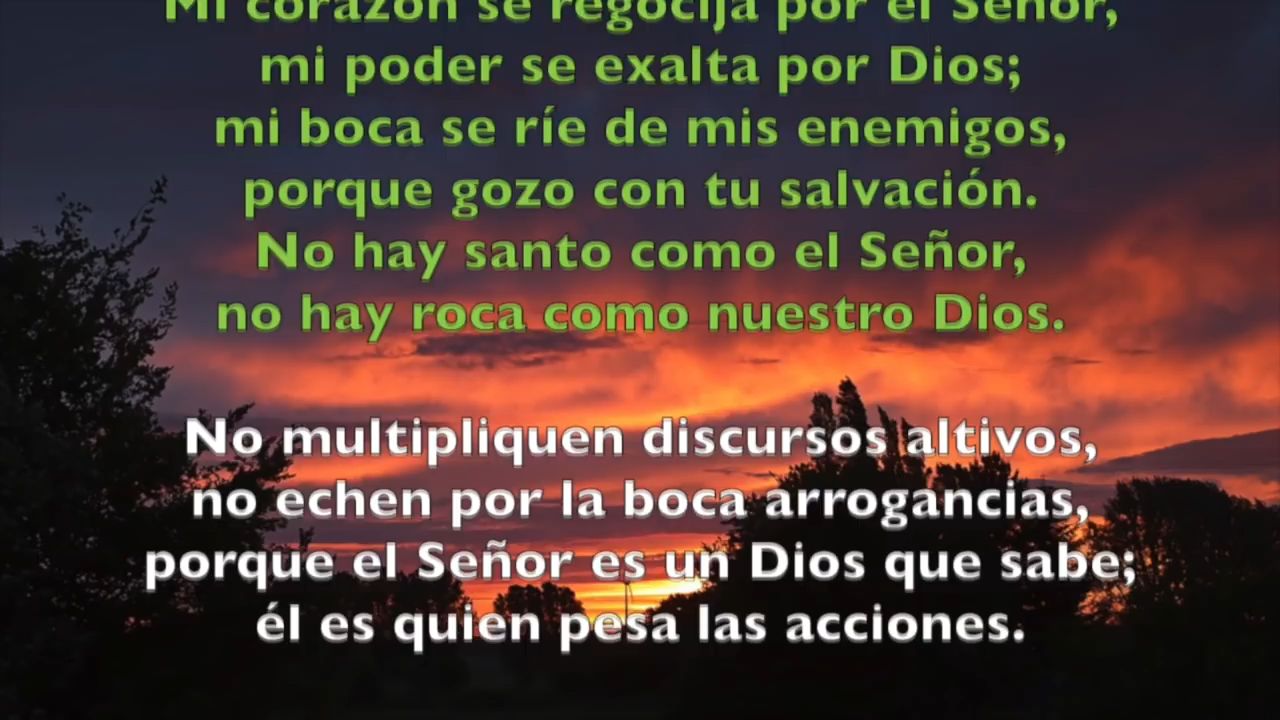 Mi corazón se regocija por el Señor,
mi poder se exalta por Dios;
mi boca se ríe de mis enemigos,
porque gozo con tu salvación.
No hay santo como el Señor,
no hay roca como nuestro Dios.
No multipliquen discursos altivos,
no echen por la boca arrogancias,
porque el Señor es un Dios que sabe;
él es quien pesa las acciones.